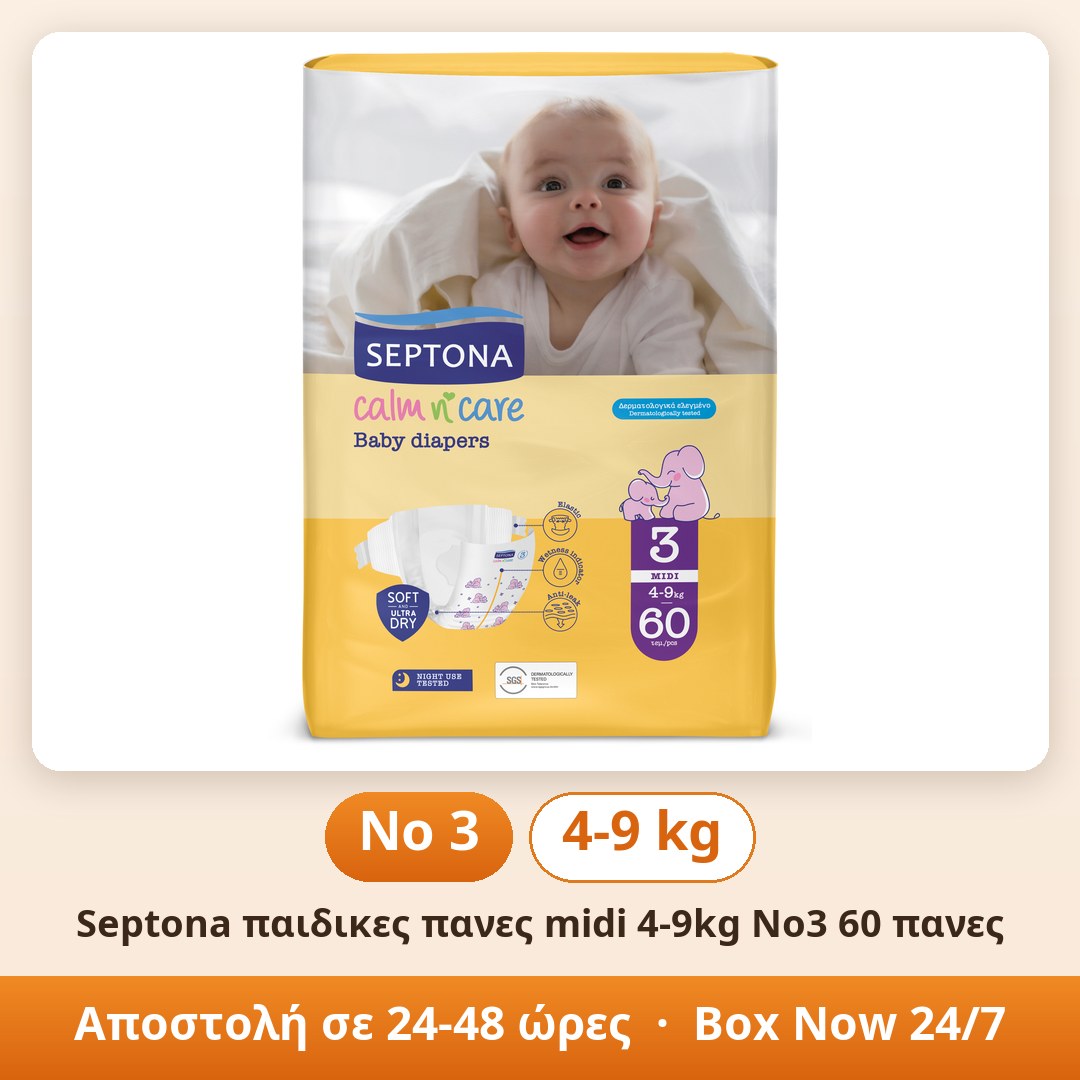 SEPTONA
calm n' care
Baby diapers
Δερματολογικά ελεγμένο
Dermatologically tested
Elastic
Wetness indicator
Anti-leak
SOFT
AND
ULTRA
DRY
3
MIDI
4-9kg
60
τεμ./pcs
NIGHT USE
TESTED
SGS
DERMATOLOGICALLY
TESTED
No 3
4-9 kg
Septona παιδικες πανες midi 4-9kg No3 60 πανες
Αποστολή σε 24-48 ώρες · Box Now 24/7